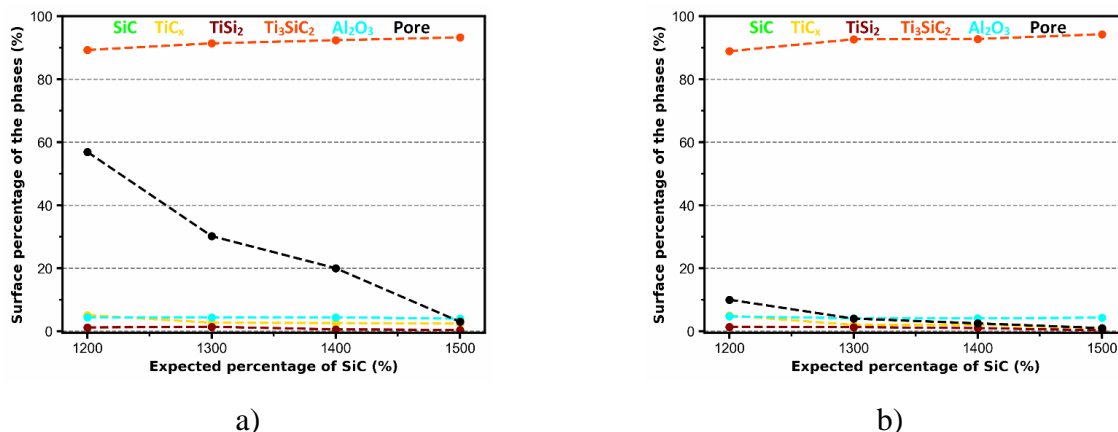 SiC TiCₓ TiSi₂ Ti₃SiC₂ Al₂O₃ Pore
Surface percentage of the phases (%)
100
80
60
40
20
0
1200 1300 1400 1500
Expected percentage of SiC (%)
a)
SiC TiCₓ TiSi₂ Ti₃SiC₂ Al₂O₃ Pore
Surface percentage of the phases (%)
100
80
60
40
20
0
1200 1300 1400 1500
Expected percentage of SiC (%)
b)